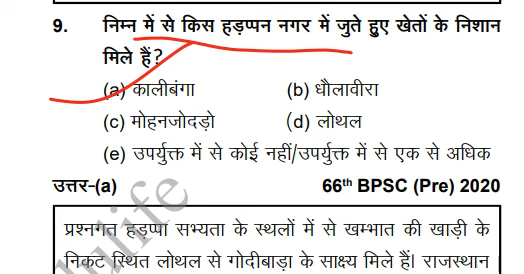 9. निम्न में से किस हड़प्पन नगर में जुते हुए खेतों के निशान
मिले हैं?
(a) कालीबंगा (b) धौलावीरा
(c) मोहनजोदड़ो (d) लोथल
(e) उपर्युक्त में से कोई नहीं/उपर्युक्त में से एक से अधिक
उत्तर-(a) 66th BPSC (Pre) 2020
प्रश्नगत हड़प्पा सभ्यता के स्थलों में से खम्भात की खाड़ी के
निकट स्थित लोथल से गोदीबाड़ा के साक्ष्य मिले हैं। राजस्थान